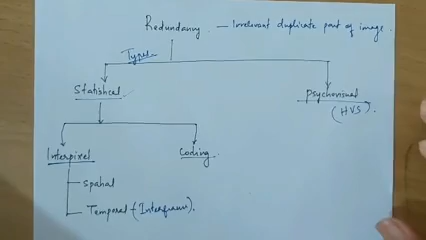 Redundancy - Irrelevant duplicate part of image.
Types
Statistical
Psychovisual
(HVS).
Interpixel
Coding
Spatial
Temporal (Interframe).